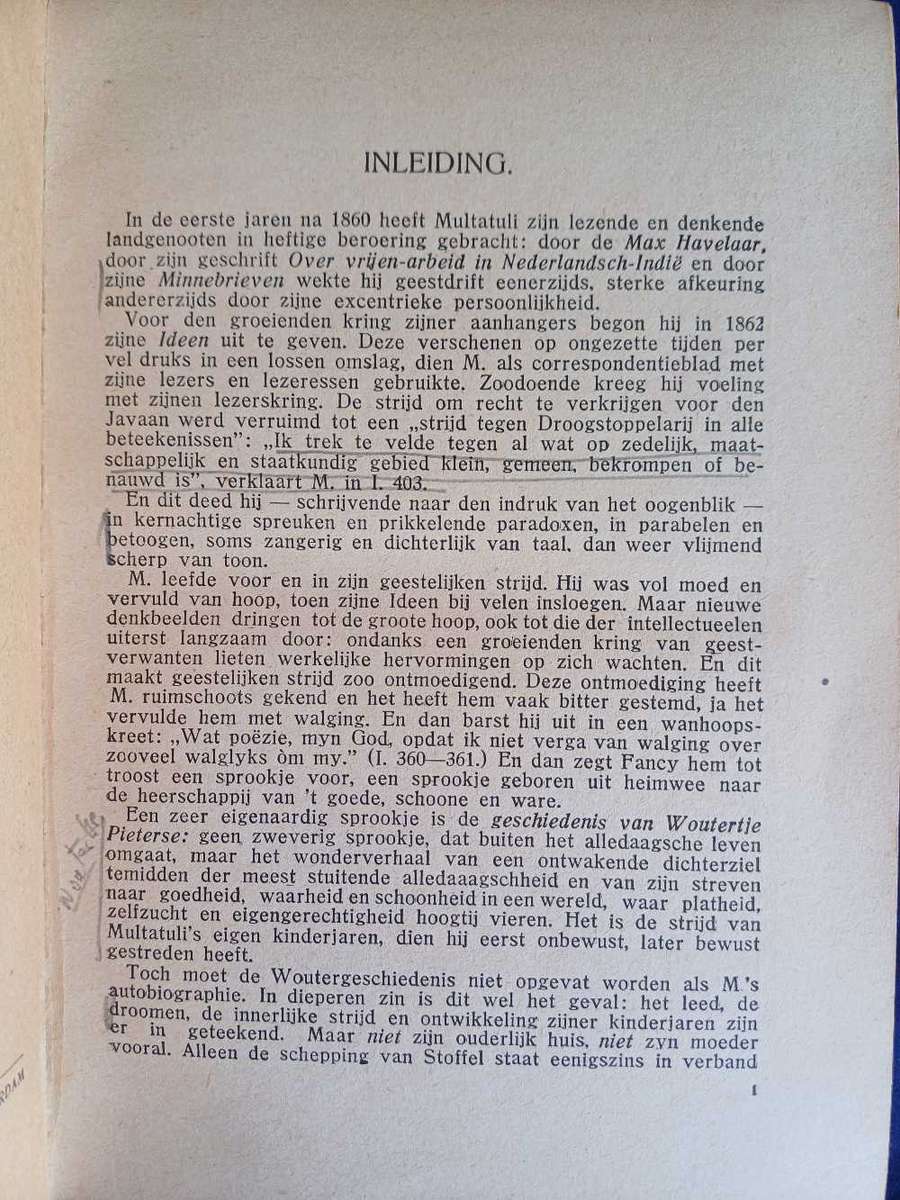 INLEIDING.
In de eerste jaren na 1860 heeft Multatuli zijn lezende en denkende
landgenooten in heftige beroering gebracht: door de Max Havelaar,
door zijn geschrift Over vrijen-arbeid in Nederlandsch-Indië en door
zijne Minnebrieven wekte hij geestdrift eenerzijds, sterke afkeuring
andererzijds door zijne excentrieke persoonlijkheid.
Voor den groeienden kring zijner aanhangers begon hij in 1862
zijne Ideen uit te geven. Deze verschenen op ongezette tijden per
vel druks in een lossen omslag, dien M. als correspondentieblad met
zijne lezers en lezeressen gebruikte. Zoodoende kreeg hij voeling
met zijnen lezerskring. De strijd om recht te verkrijgen voor den
Javaan werd verruimd tot een „strijd tegen Droogstoppelarij in alle
beteekenissen”: „Ik trek te velde tegen al wat op zedelijk, maat-
schappelijk en staatkundig gebied klein, gemeen, bekrompen of be-
nauwd is”, verklaart M. in I. 403.
En dit deed hij — schrijvende naar den indruk van het oogenblik —
in kernachtige spreuken en prikkelende paradoxen, in parabelen en
betoogen, soms zangerig en dichterlijk van taal, dan weer vlijmend
scherp van toon.
M. leefde voor en in zijn geestelijken strijd. Hij was vol moed en
vervuld van hoop, toen zijne Ideen bij velen insloegen. Maar nieuwe
denkbeelden dringen tot de groote hoop, ook tot die der intellectueelen
uiterst langzaam door: ondanks een groeienden kring van geest-
verwanten lieten werkelijke hervormingen op zich wachten. En dit
maakt geestelijken strijd zoo ontmoedigend. Deze ontmoediging heeft
M. ruimschoots gekend en het heeft hem vaak bitter gestemd, ja het
vervulde hem met walging. En dan barst hij uit in een wanhoops-
kreet: „Wat poëzie, myn God, opdat ik niet verga van walging over
zooveel walglyks òm my.” (I. 360—361.) En dan zegt Fancy hem tot
troost een sprookje voor, een sprookje geboren uit heimwee naar
de heerschappij van 't goede, schoone en ware.
Een zeer eigenaardig sprookje is de geschiedenis van Woutertje
Pieterse: geen zweverig sprookje, dat buiten het alledaagsche leven
omgaat, maar het wonderverhaal van een ontwakende dichterziel
temidden der meest stuitende alledaaagschheid en van zijn streven
naar goedheid, waarheid en schoonheid in een wereld, waar platheid,
zelfzucht en eigengerechtigheid hoogtij vieren. Het is de strijd van
Multatuli's eigen kinderjaren, dien hij eerst onbewust, later bewust
gestreden heeft.
Toch moet de Woutergeschiedenis niet opgevat worden als M.'s
autobiographie. In dieperen zin is dit wel het geval: het leed, de
droomen, de innerlijke strijd en ontwikkeling zijner kinderjaren zijn
er in geteekend. Maar niet zijn ouderlijk huis, niet zyn moeder
vooral. Alleen de schepping van Stoffel staat eenigszins in verband
1